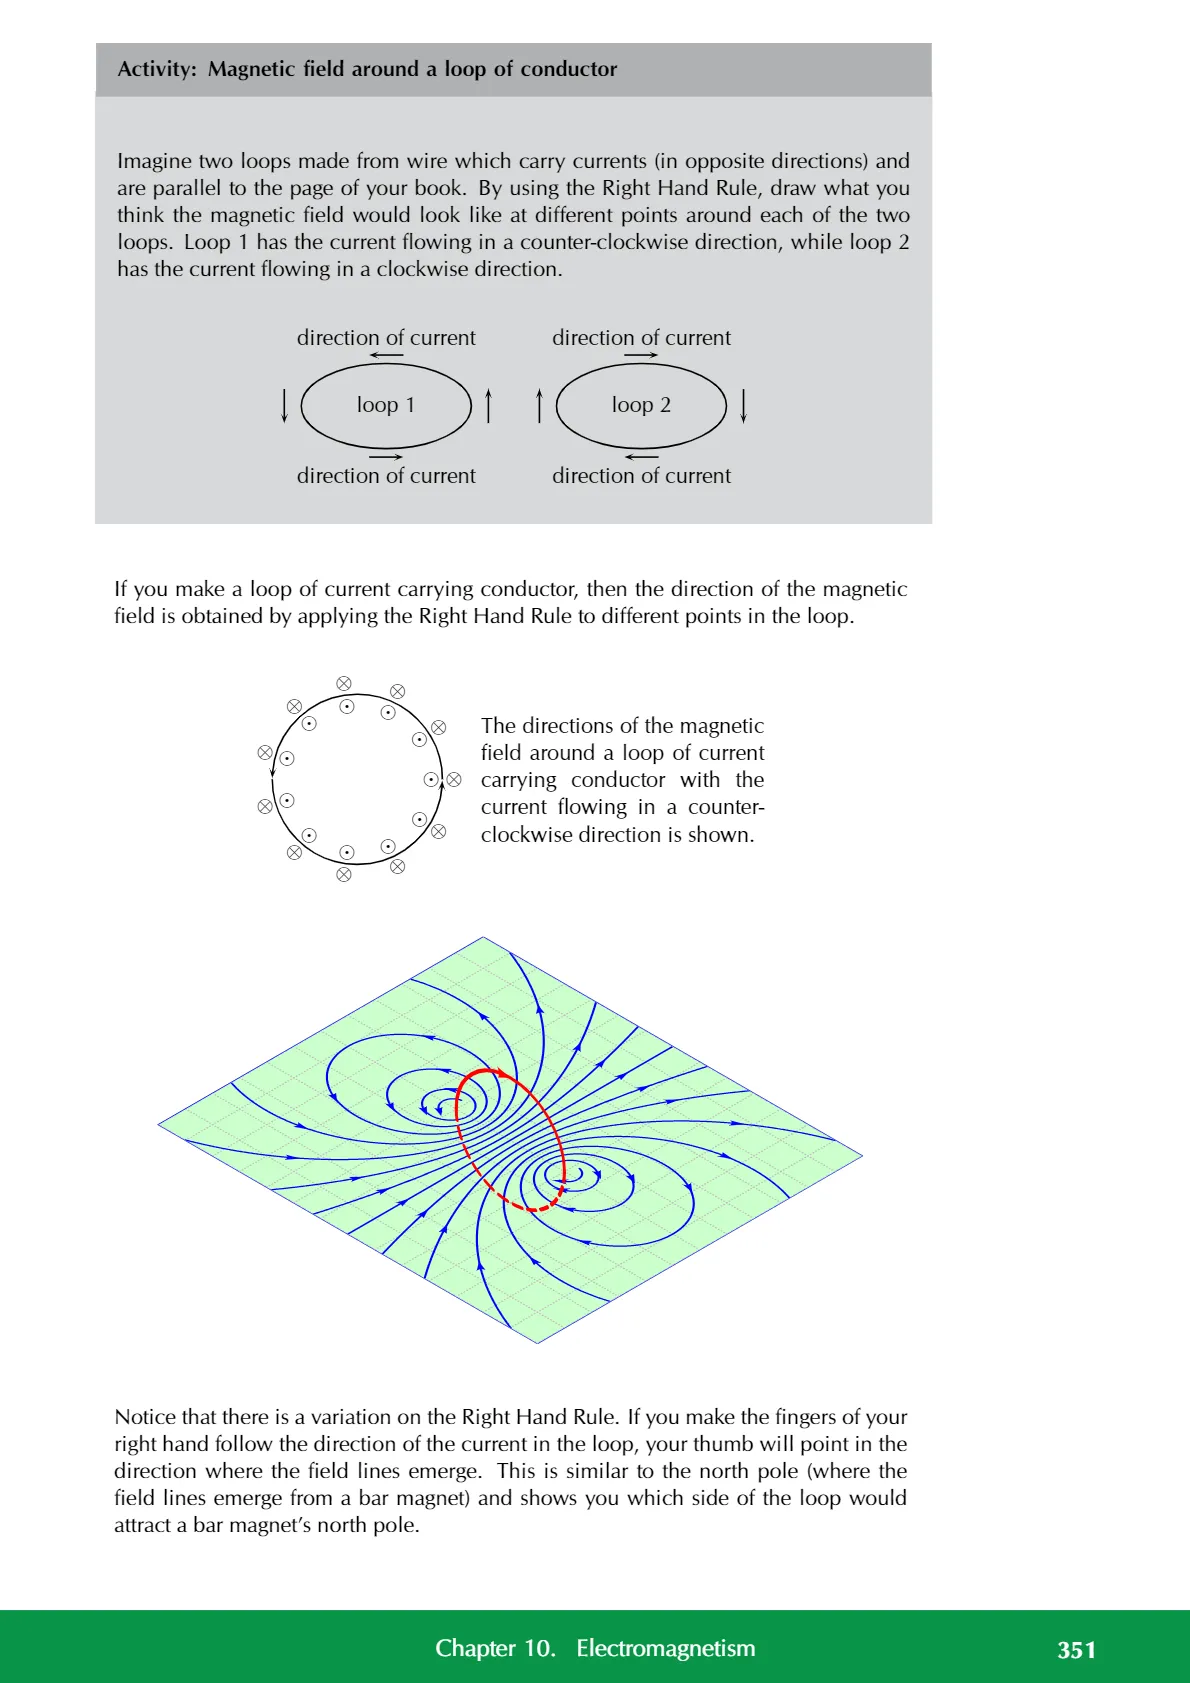 Activity: Magnetic field around a loop of conductor
Imagine two loops made from wire which carry currents (in opposite directions) and
are parallel to the page of your book. By using the Right Hand Rule, draw what you
think the magnetic field would look like at different points around each of the two
loops. Loop 1 has the current flowing in a counter-clockwise direction, while loop 2
has the current flowing in a clockwise direction.
direction of current direction of current
loop 1 loop 2
direction of current direction of current
If you make a loop of current carrying conductor, then the direction of the magnetic
field is obtained by applying the Right Hand Rule to different points in the loop.
The directions of the magnetic
field around a loop of current
carrying conductor with the
current flowing in a counter-
clockwise direction is shown.
Notice that there is a variation on the Right Hand Rule. If you make the fingers of your
right hand follow the direction of the current in the loop, your thumb will point in the
direction where the field lines emerge. This is similar to the north pole (where the
field lines emerge from a bar magnet) and shows you which side of the loop would
attract a bar magnet's north pole.
Chapter 10. Electromagnetism 351